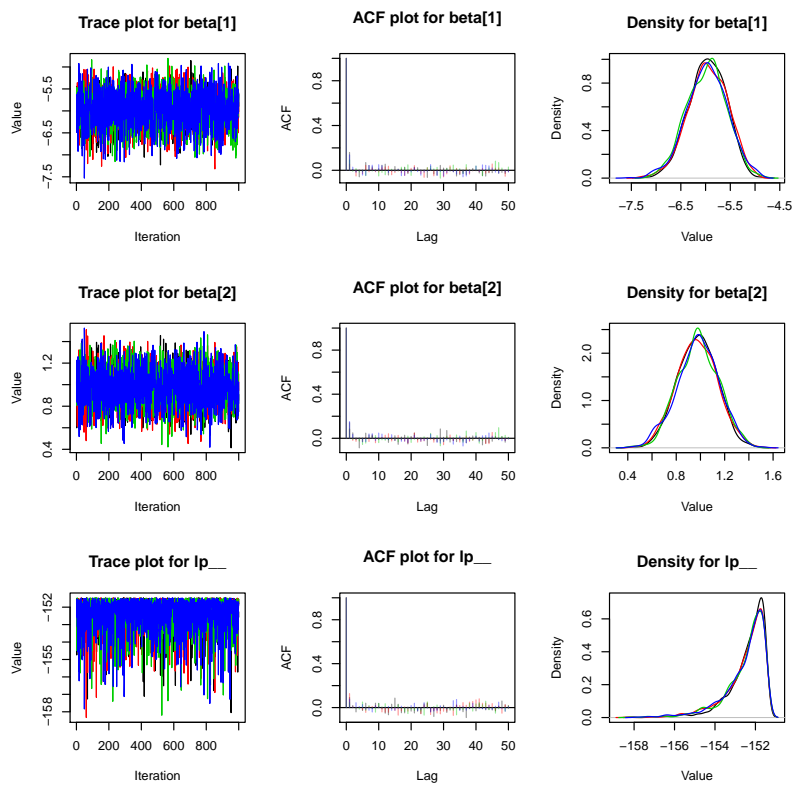 Trace plot for beta[1]
−5.5
−6.5
−7.5
Value
0 200 400 600 800
Iteration
ACF plot for beta[1]
0.8
0.4
0.0
ACF
0 10 20 30 40 50
Lag
Density for beta[1]
0.8
0.4
0.0
Density
−7.5 −6.5 −5.5 −4.5
Value
Trace plot for beta[2]
1.2
0.8
0.4
Value
0 200 400 600 800
Iteration
ACF plot for beta[2]
0.8
0.4
0.0
ACF
0 10 20 30 40 50
Lag
Density for beta[2]
2.0
1.0
0.0
Density
0.4 0.8 1.2 1.6
Value
Trace plot for lp__
−152
−155
−158
Value
0 200 400 600 800
Iteration
ACF plot for lp__
0.8
0.4
0.0
ACF
0 10 20 30 40 50
Lag
Density for lp__
0.6
0.4
0.2
0.0
Density
−158 −156 −154 −152
Value